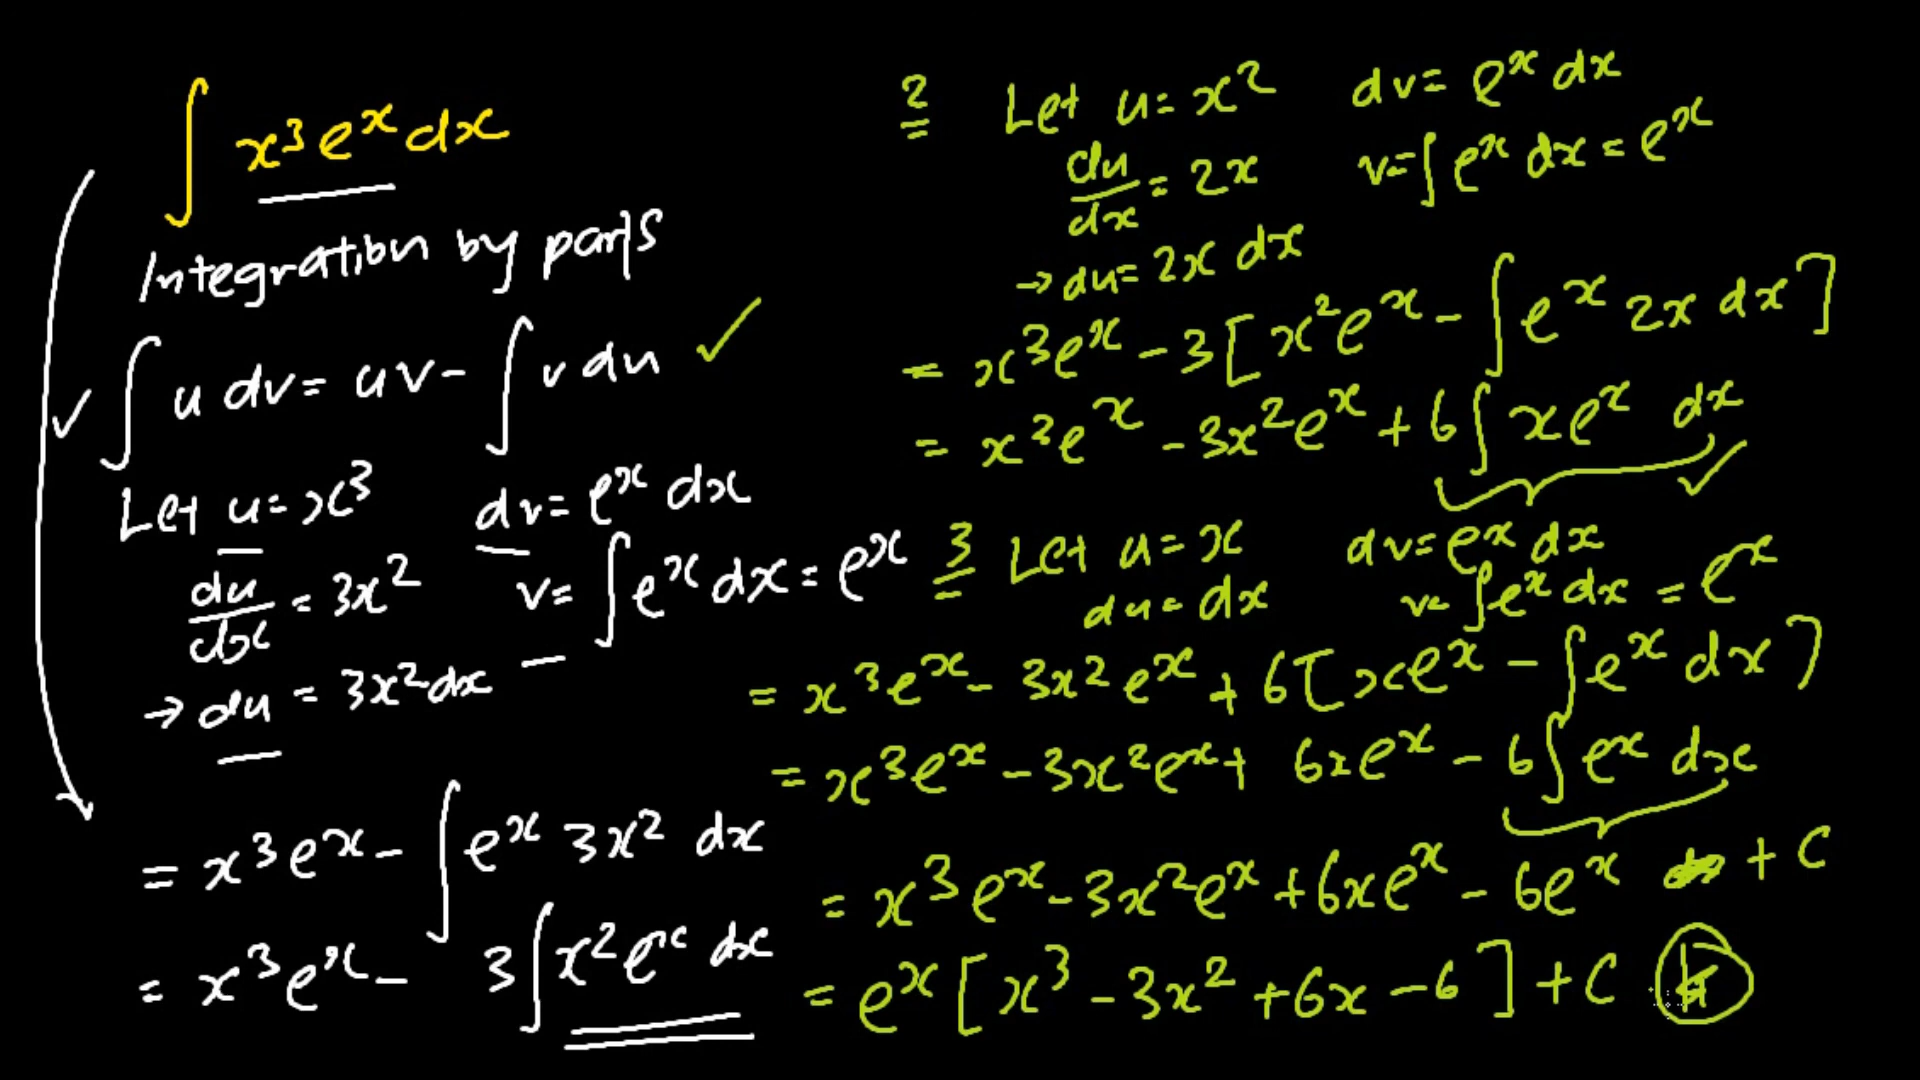 ∫ x³eˣ dx
Integration by parts
∫ u dv = uv - ∫ v du ✓
✓
Let u = x³ dv = eˣ dx
du/dx = 3x² v = ∫ eˣ dx = eˣ
→ du = 3x² dx
= x³eˣ - ∫ eˣ 3x² dx
= x³eˣ - 3∫ x²eˣ dx
2 Let u = x² dv = eˣ dx
du/dx = 2x v = ∫ eˣ dx = eˣ
→ du = 2x dx
= x³eˣ - 3[x²eˣ - ∫ eˣ 2x dx]
= x³eˣ - 3x²eˣ + 6∫ xeˣ dx
✓
3 Let u = x dv = eˣ dx
du = dx v = ∫ eˣ dx = eˣ
= x³eˣ - 3x²eˣ + 6[xeˣ - ∫ eˣ dx]
= x³eˣ - 3x²eˣ + 6xeˣ - 6∫ eˣ dx
= x³eˣ - 3x²eˣ + 6xeˣ - 6eˣ + C
= eˣ[x³ - 3x² + 6x - 6] + C